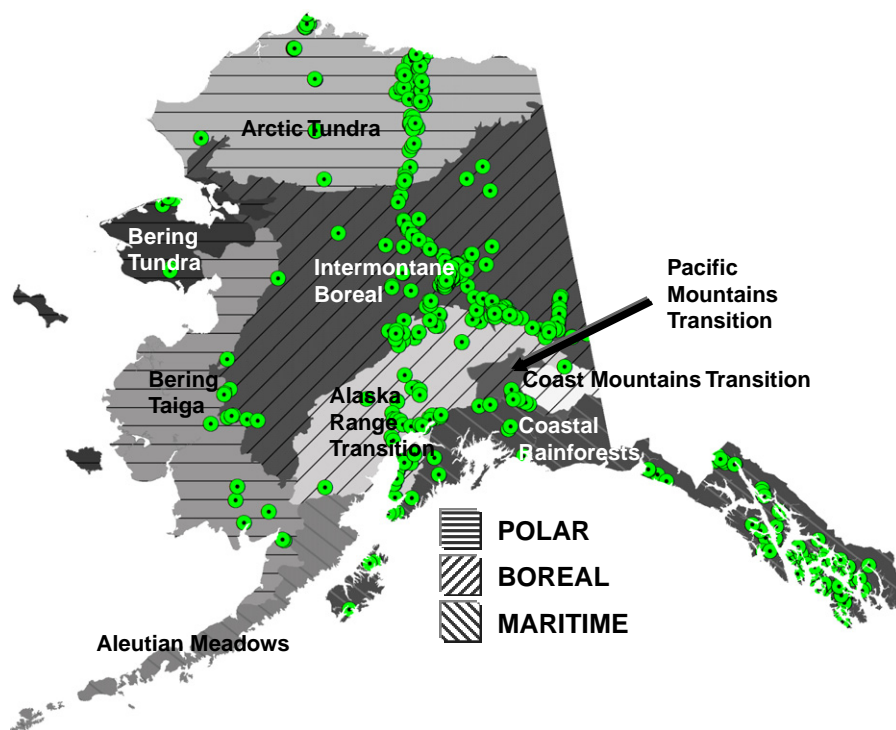 Arctic Tundra
Bering
Tundra
Intermontane
Boreal
Pacific
Mountains
Transition
Bering
Taiga
Alaska
Range
Transition
Coast Mountains Transition
Coastal
Rainforests
POLAR
BOREAL
MARITIME
Aleutian Meadows